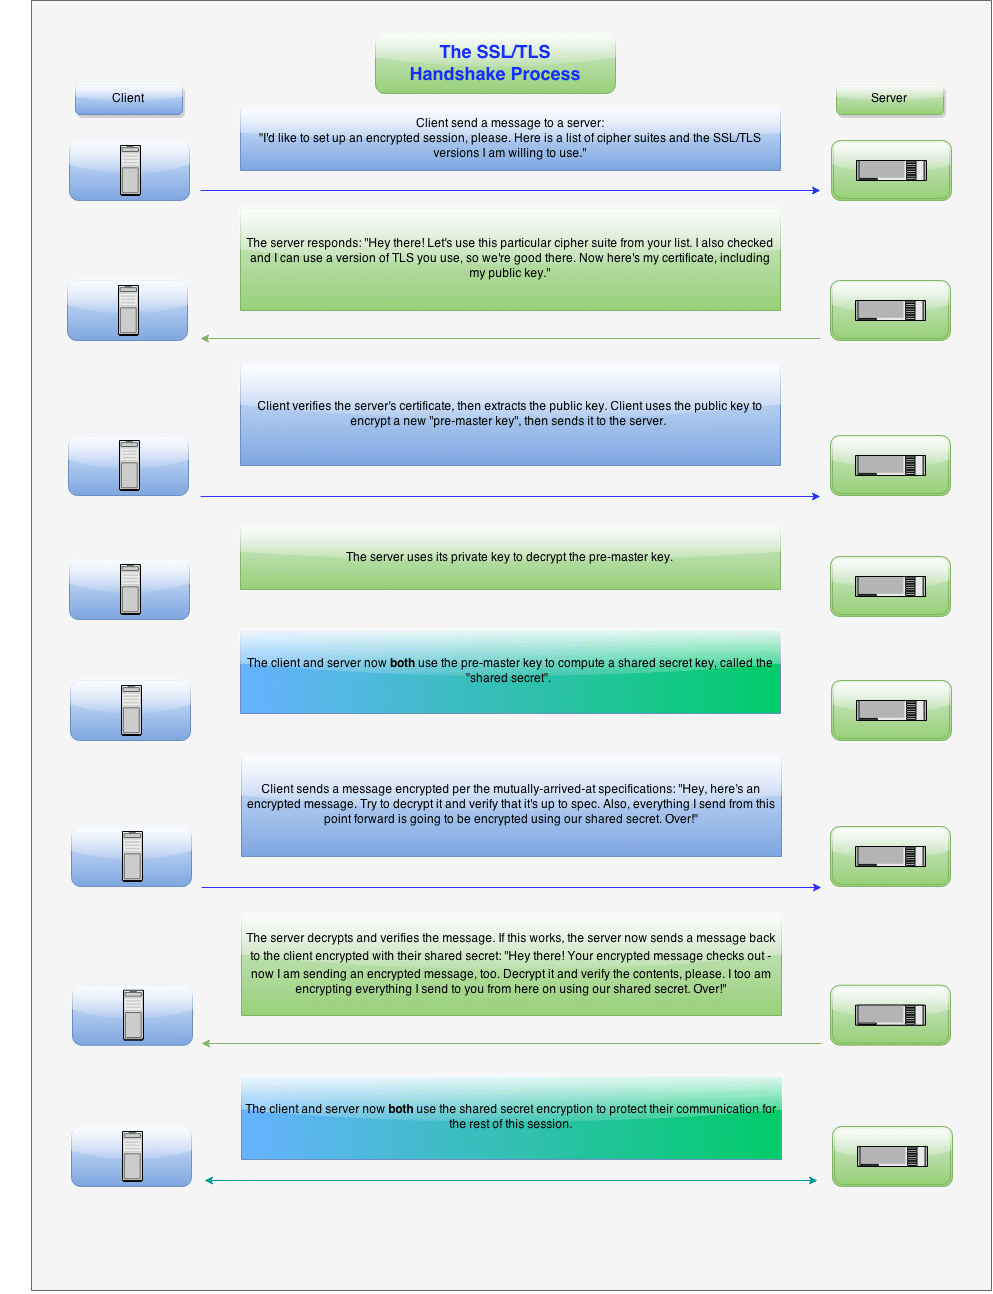 The SSL/TLS
Handshake Process
Client
Server
Client send a message to a server:
"I'd like to set up an encrypted session, please. Here is a list of cipher suites and the SSL/TLS
versions I am willing to use."
The server responds: "Hey there! Let's use this particular cipher suite from your list. I also checked
and I can use a version of TLS you use, so we're good there. Now here's my certificate, including
my public key."
Client verifies the server's certificate, then extracts the public key. Client uses the public key to
encrypt a new "pre-master key", then sends it to the server.
The server uses its private key to decrypt the pre-master key.
The client and server now both use the pre-master key to compute a shared secret key, called the
"shared secret".
Client sends a message encrypted per the mutually-arrived-at specifications: "Hey, here's an
encrypted message. Try to decrypt it and verify that it's up to spec. Also, everything I send from this
point forward is going to be encrypted using our shared secret. Over!"
The server decrypts and verifies the message. If this works, the server now sends a message back
to the client encrypted with their shared secret: "Hey there! Your encrypted message checks out -
now I am sending an encrypted message, too. Decrypt it and verify the contents, please. I too am
encrypting everything I send to you from here on using our shared secret. Over!"
The client and server now both use the shared secret encryption to protect their communication for
the rest of this session.